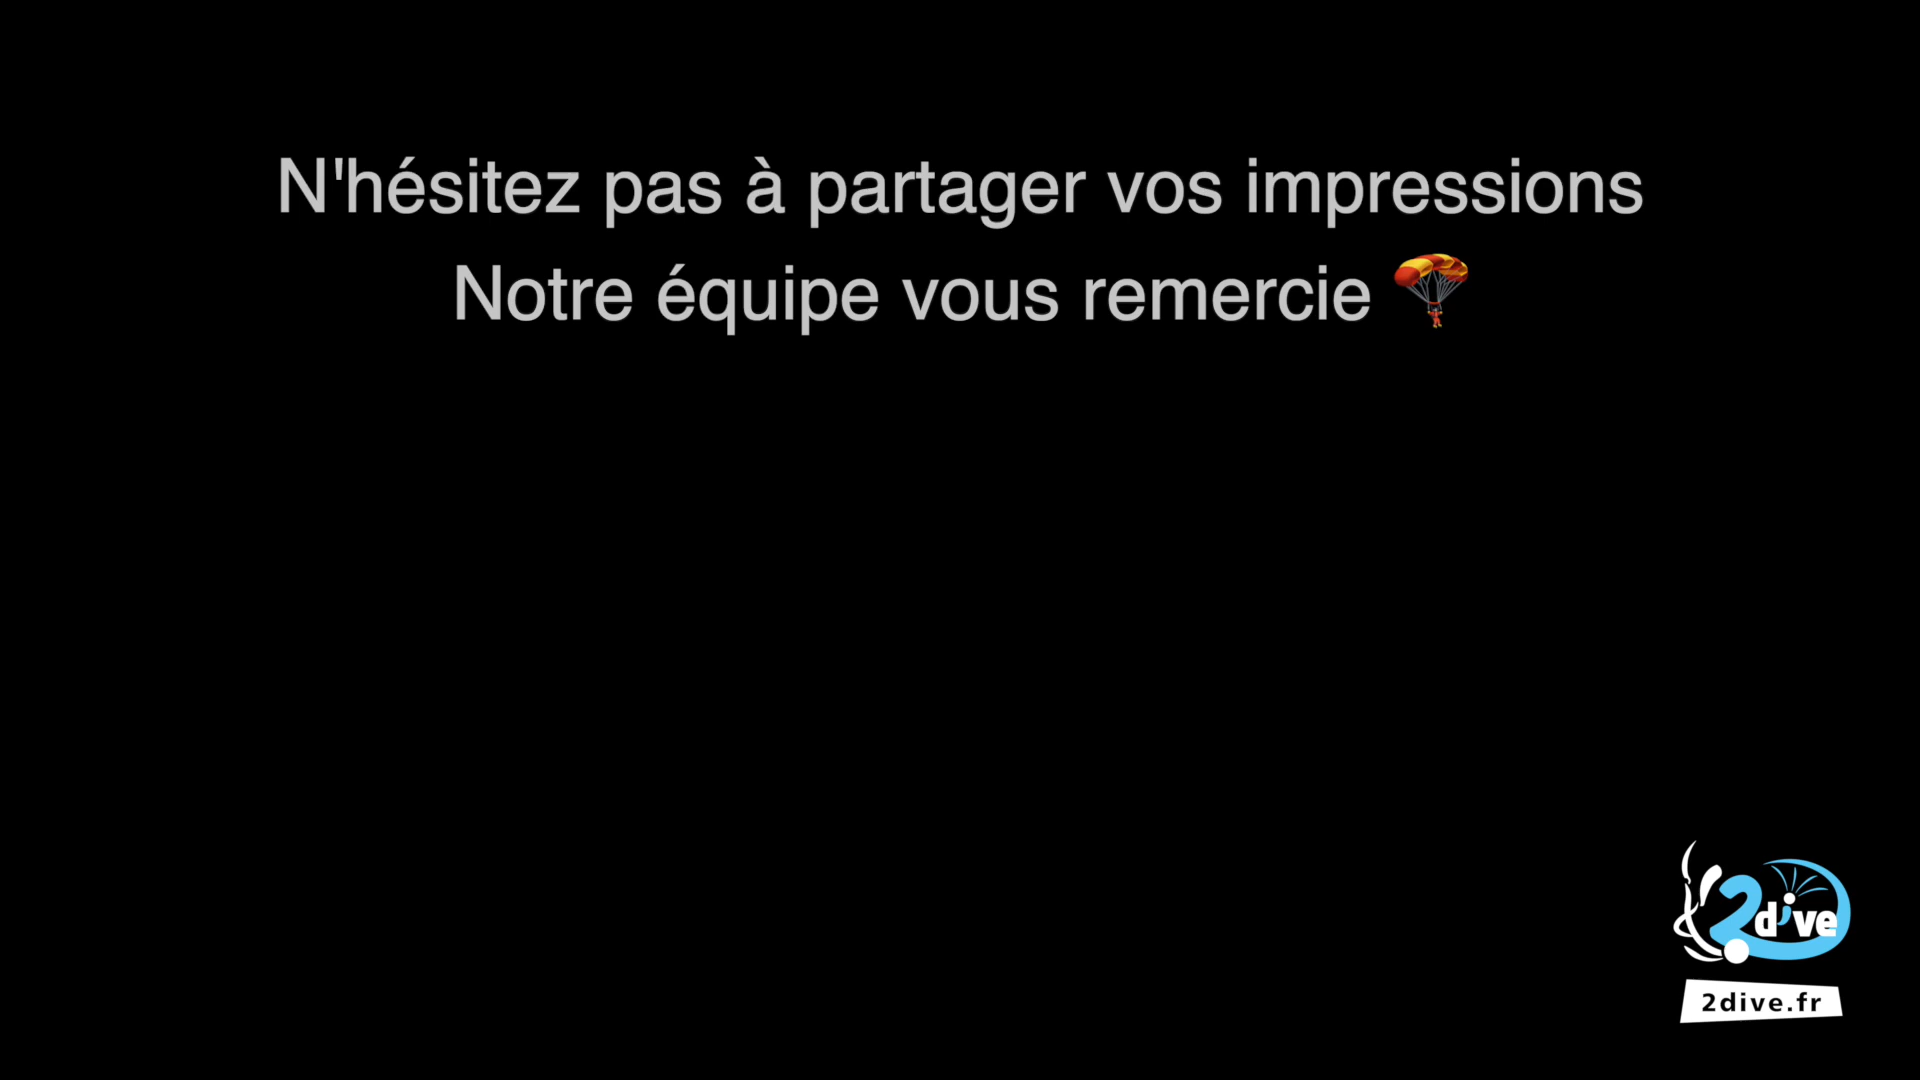 N'hésitez pas à partager vos impressions
Notre équipe vous remercie 🪂
2dive
2dive.fr